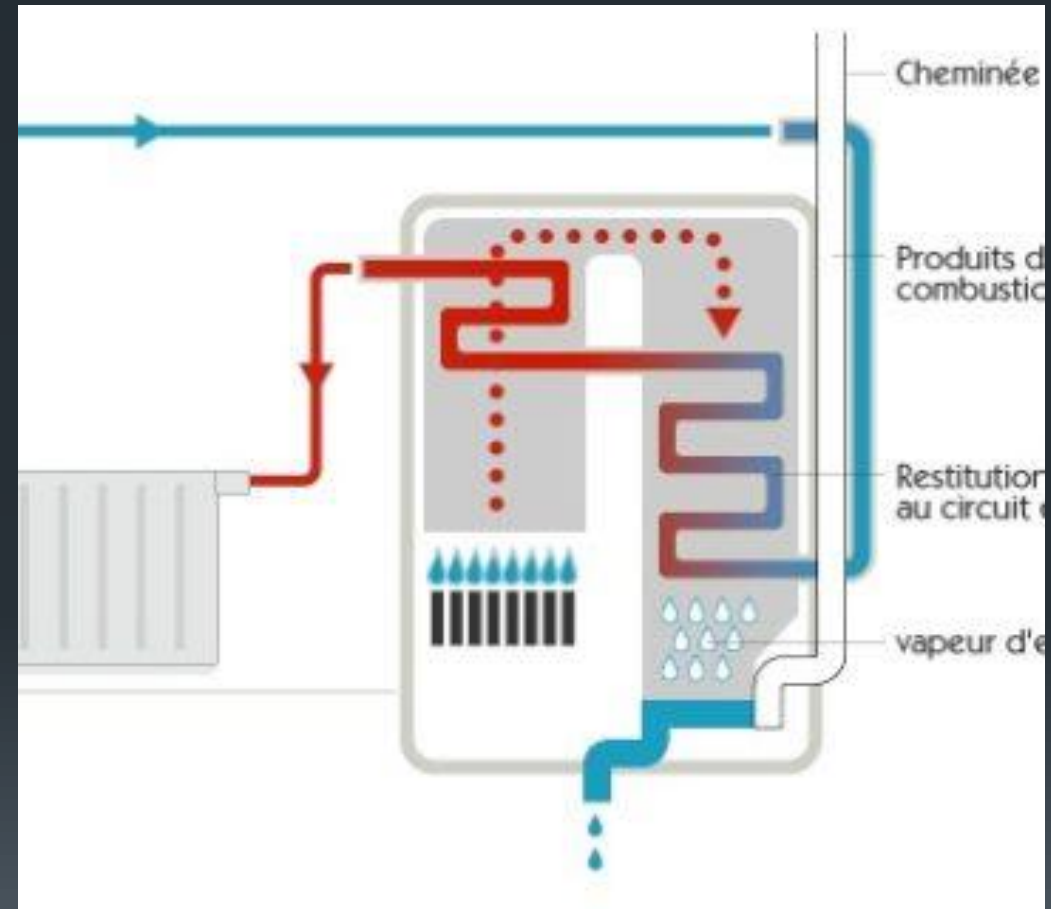 Cheminée
Produits d
combustic
Restitution
au circuit e
vapeur d'e